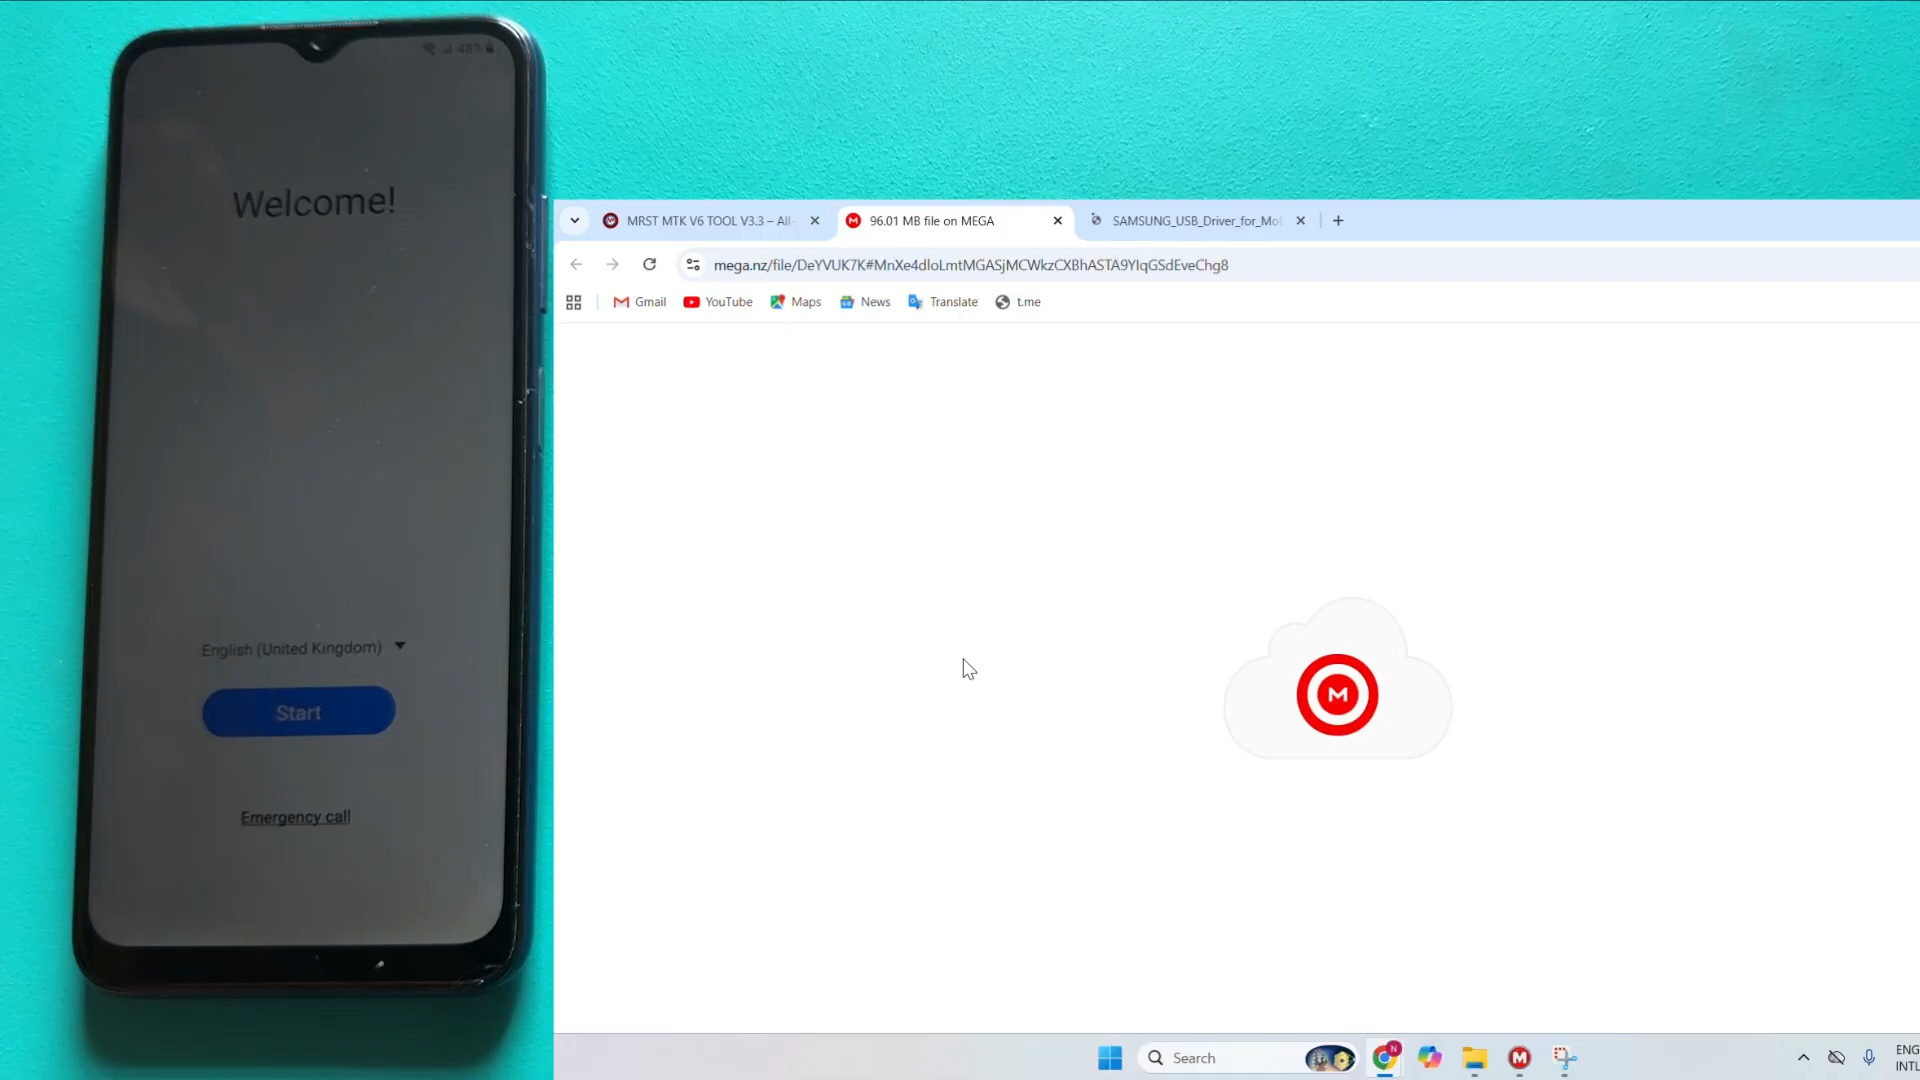 48%
Welcome!
English (United Kingdom)
Start
Emergency call
MRST MTK V6 TOOL V3.3 – All-
96.01 MB file on MEGA
SAMSUNG_USB_Driver_for_Mo
mega.nz/file/DeYVUK7K#MnXe4dloLmtMGASjMCWkzCXBhASTA9YIqGSdEveChg8
Gmail
YouTube
Maps
News
Translate
t.me
M
Search
N
M
ENG
INTL